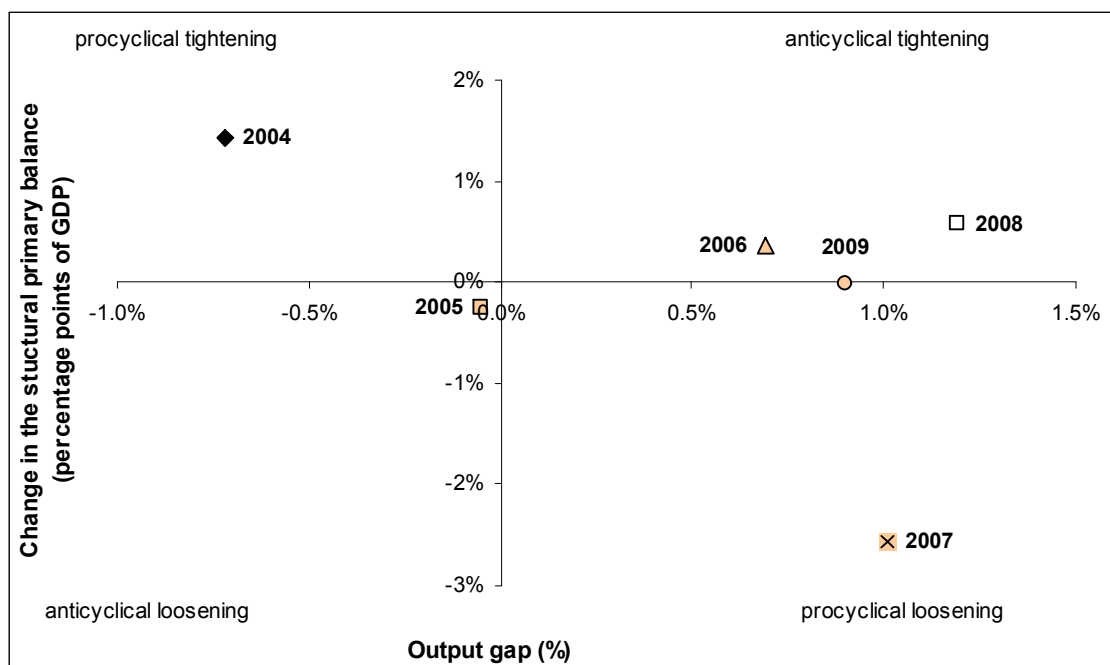 procyclical tightening
anticyclical tightening
Change in the stuctural primary balance
(percentage points of GDP)
2%
2004
1%
2008
2006
2009
0%
2005
-1.0%
-0.5%
0.0%
0.5%
1.0%
1.5%
-1%
-2%
2007
-3%
anticyclical loosening
procyclical loosening
Output gap (%)